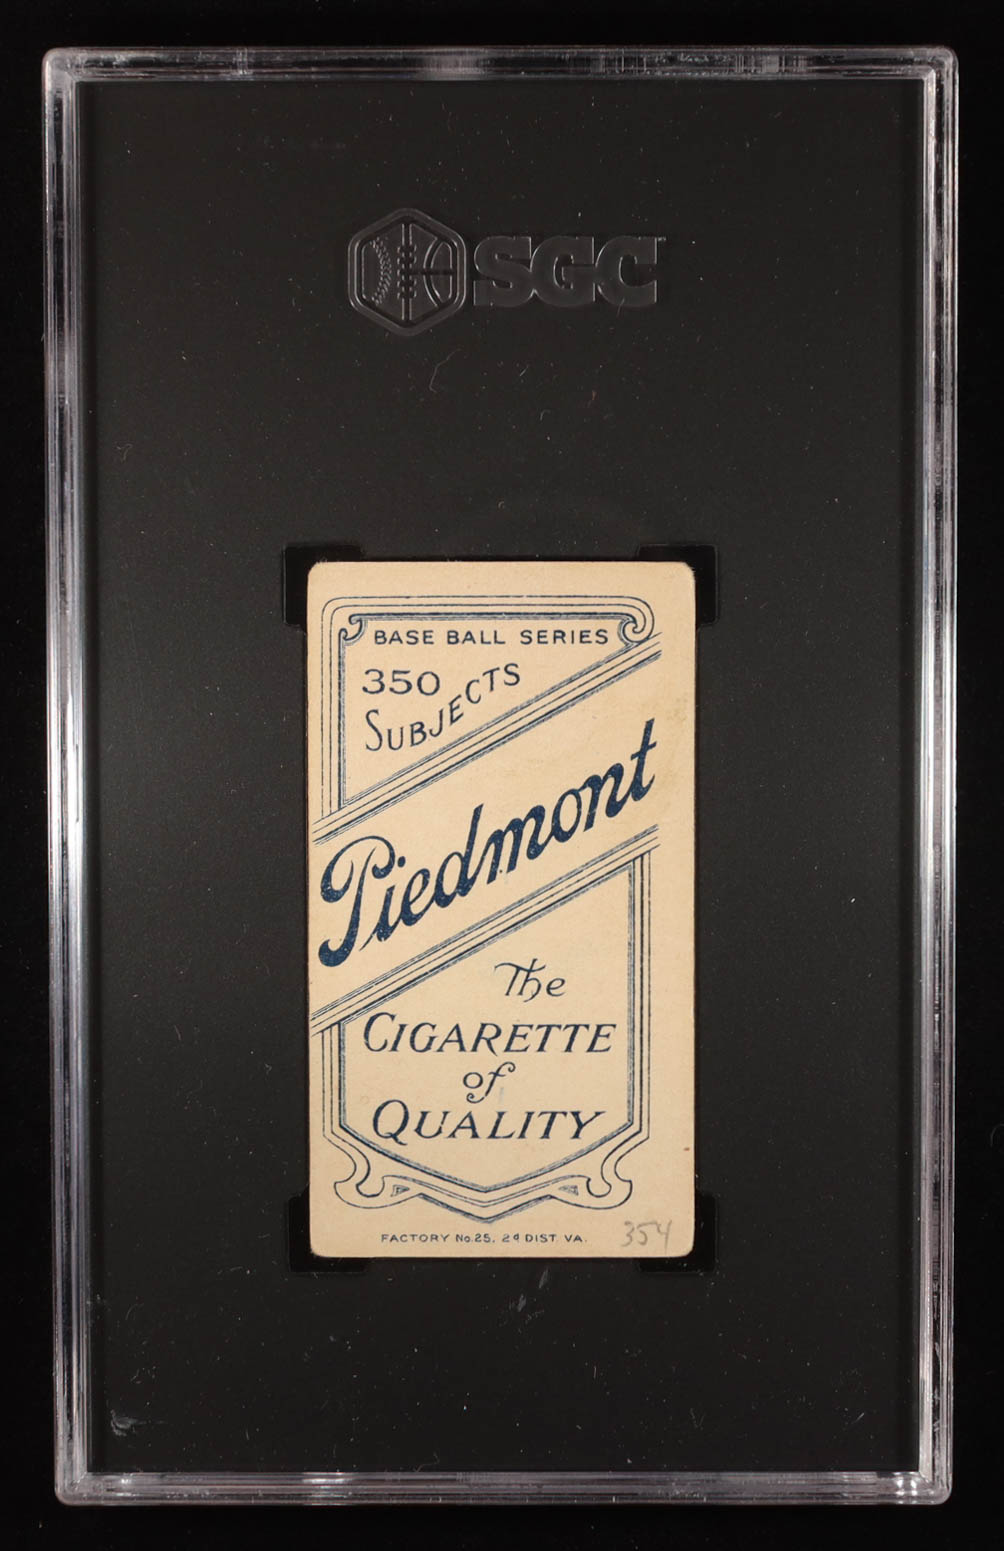 SGC
BASE BALL SERIES
350
SUBJECTS
Piedmont
The
CIGARETTE
of
QUALITY
FACTORY No.25. 2d DIST. VA.
354